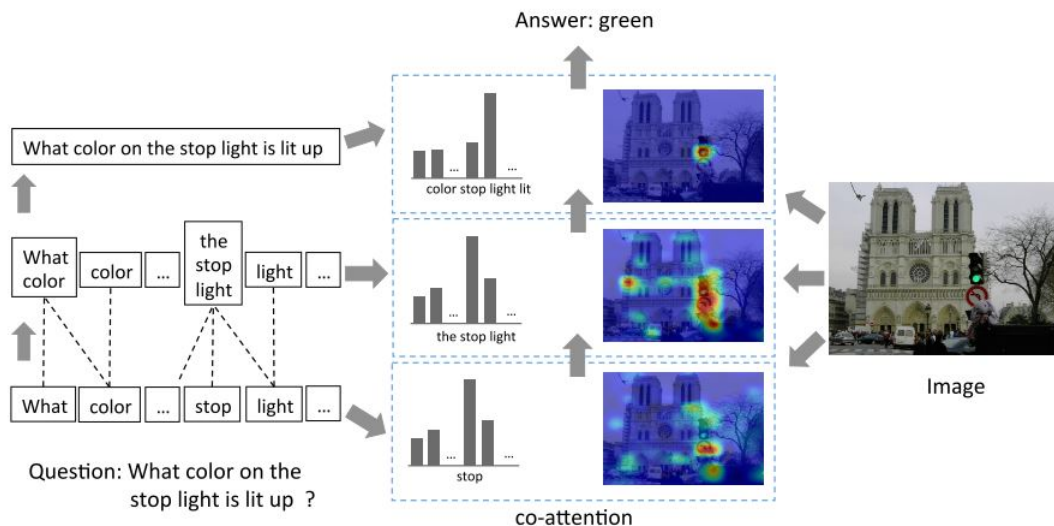 Answer: green
What color on the stop light is lit up
... ...
color stop light lit
What
color
color
...
the
stop
light
light
...
... ...
the stop light
What
color
...
stop
light
...
... ...
stop
Image
Question: What color on the
stop light is lit up ?
co-attention